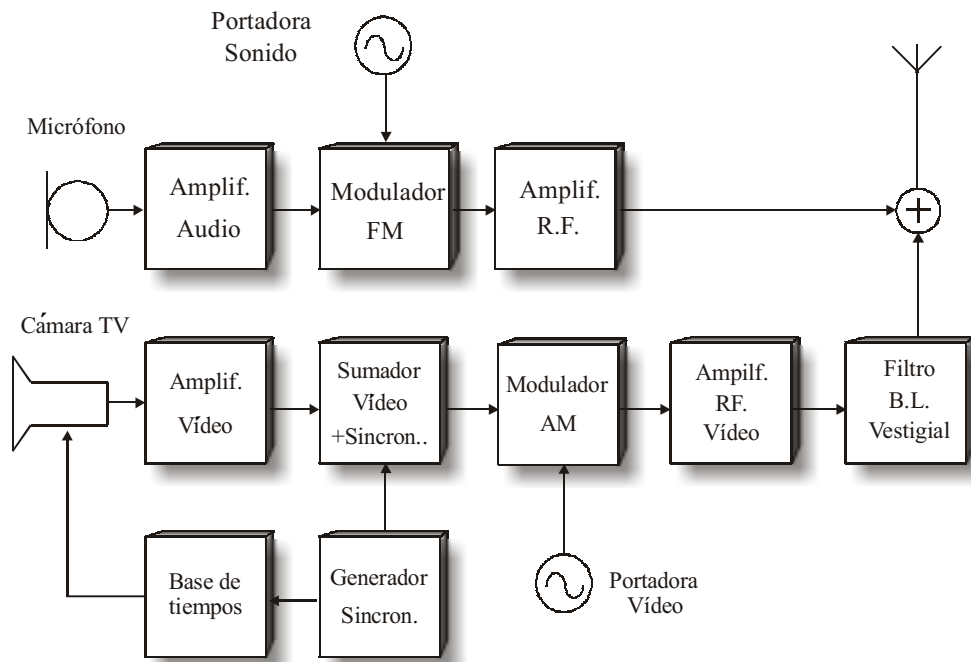 Portadora
Sonido
Micrófono
Amplif.
Audio
Modulador
FM
Amplif.
R.F.
+
Cámara TV
Amplif.
Vídeo
Sumador
Vídeo
+Sincron..
Modulador
AM
Ampilf.
RF.
Vídeo
Filtro
B.L.
Vestigial
Base de
tiempos
Generador
Sincron.
Portadora
Vídeo